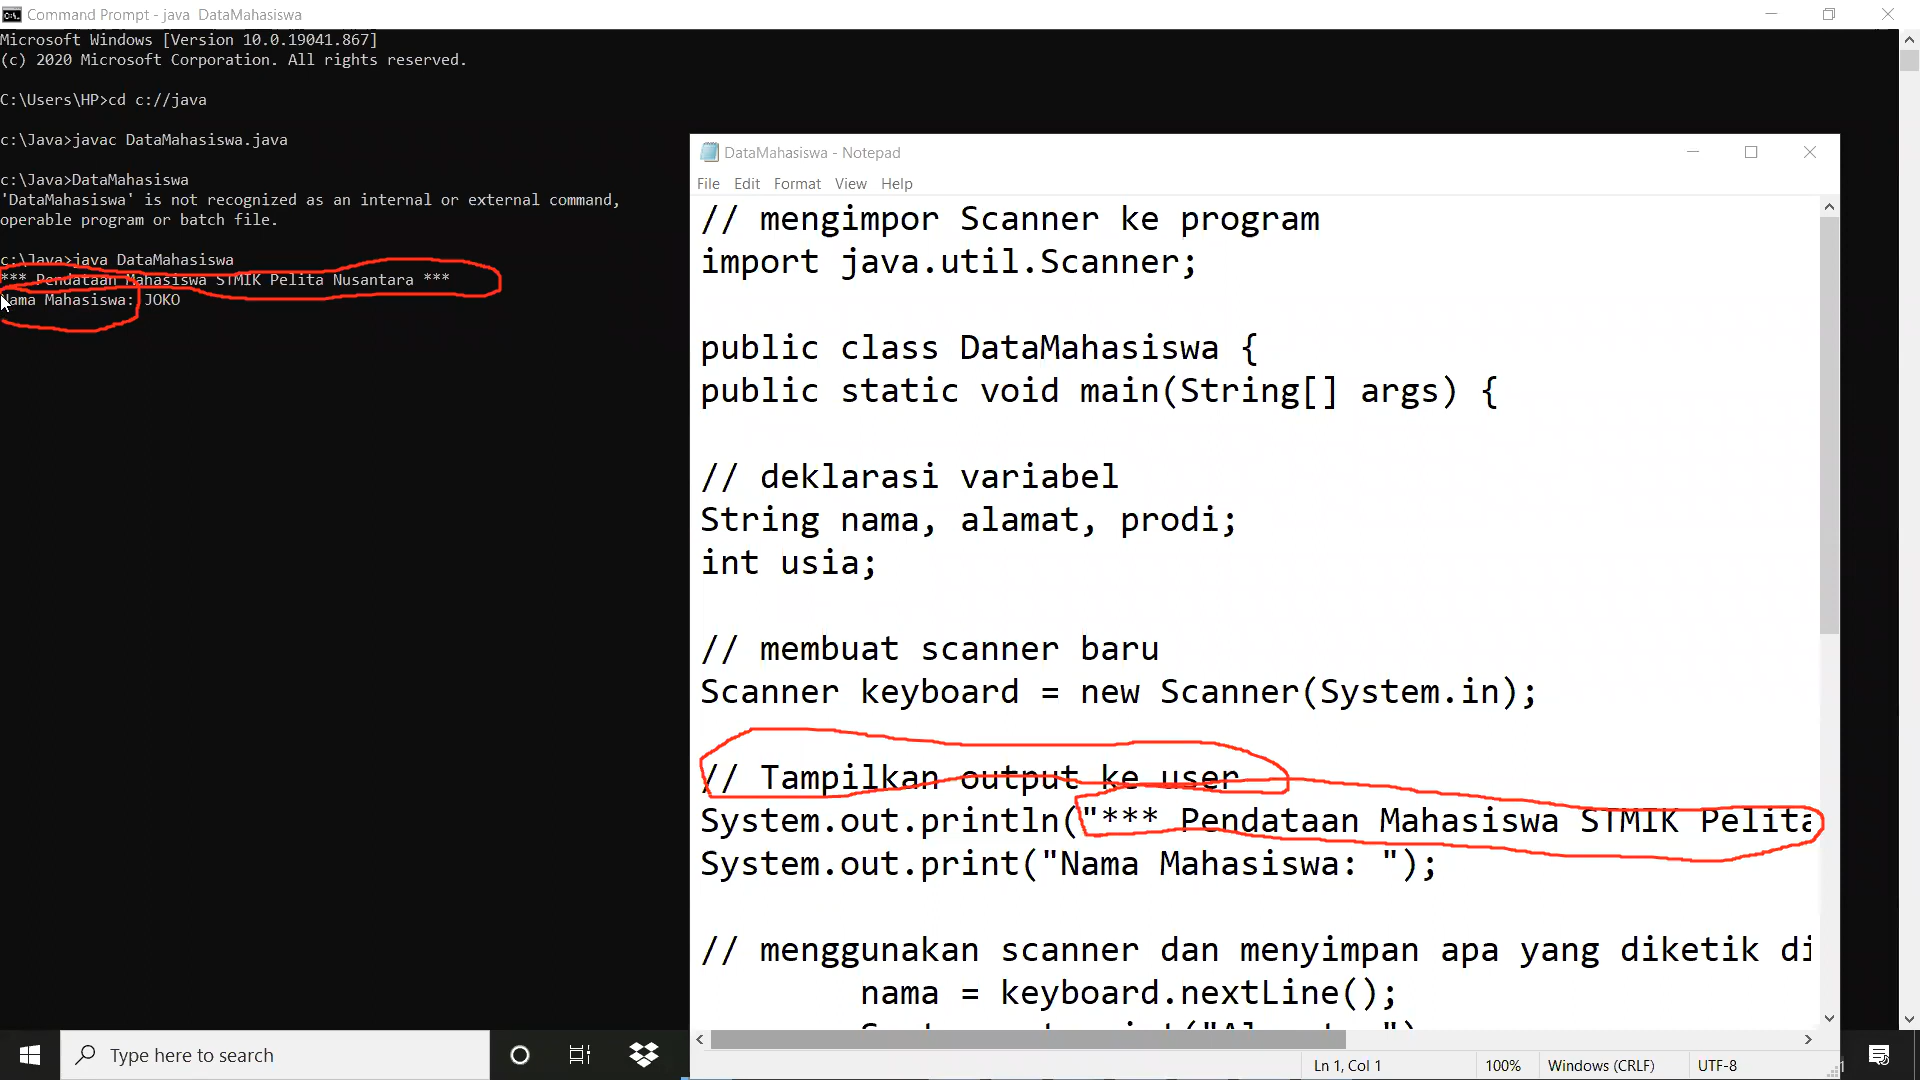 Command Prompt - java  DataMahasiswa
Microsoft Windows [Version 10.0.19041.867]
(c) 2020 Microsoft Corporation. All rights reserved.
C:\Users\HP>cd c://java
c:\Java>javac DataMahasiswa.java
c:\Java>DataMahasiswa
'DataMahasiswa' is not recognized as an internal or external command,
operable program or batch file.
c:\Java>java DataMahasiswa
*** Pendataan Mahasiswa STMIK Pelita Nusantara ***
Nama Mahasiswa: JOKO
DataMahasiswa - Notepad
File Edit Format View Help
// mengimpor Scanner ke program
import java.util.Scanner;
public class DataMahasiswa {
public static void main(String[] args) {
// deklarasi variabel
String nama, alamat, prodi;
int usia;
// membuat scanner baru
Scanner keyboard = new Scanner(System.in);
// Tampilkan output ke user
System.out.println("*** Pendataan Mahasiswa STMIK Pelita
System.out.print("Nama Mahasiswa: ");
// menggunakan scanner dan menyimpan apa yang diketik di
nama = keyboard.nextLine();
Ln 1, Col 1
100%
Windows (CRLF)
UTF-8
Type here to search